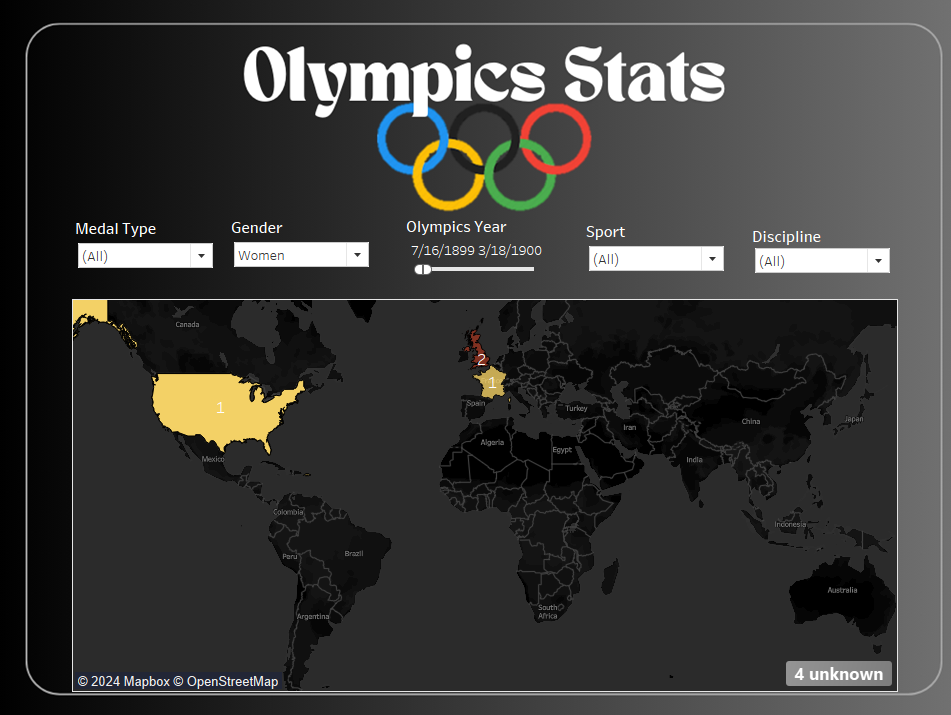 Olympics Stats
Medal Type
Gender
Olympics Year
Sport
Discipline
(All)
Women
7/16/1899 3/18/1900
(All)
(All)
Canada
1
2
1
Spain
Turkey
Iran
China
Japan
Algeria
Egypt
India
Mexico
Colombia
Peru
Brazil
Indonesia
Australia
South
Africa
Argentina
© 2024 Mapbox © OpenStreetMap
4 unknown